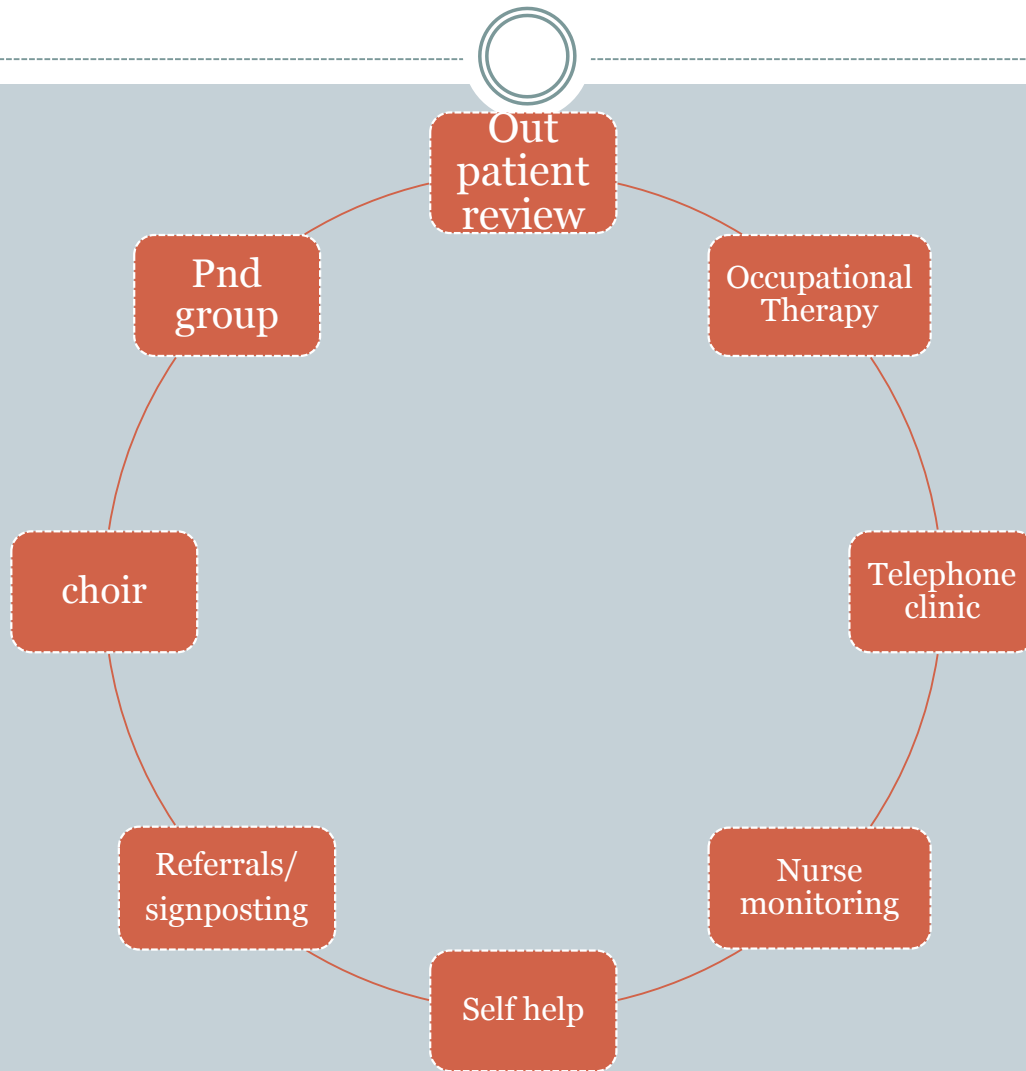 Out
patient
review
Occupational
Therapy
Telephone
clinic
Nurse
monitoring
Self help
Referrals/
signposting
choir
Pnd
group